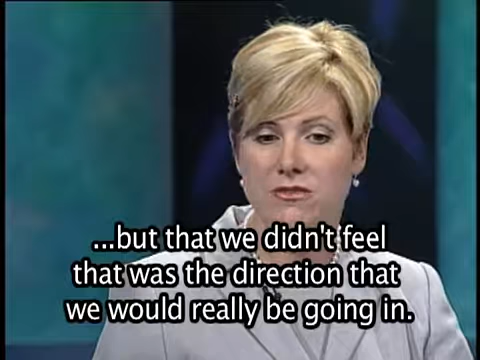 ...but that we didn't feel
that was the direction that
we would really be going in.